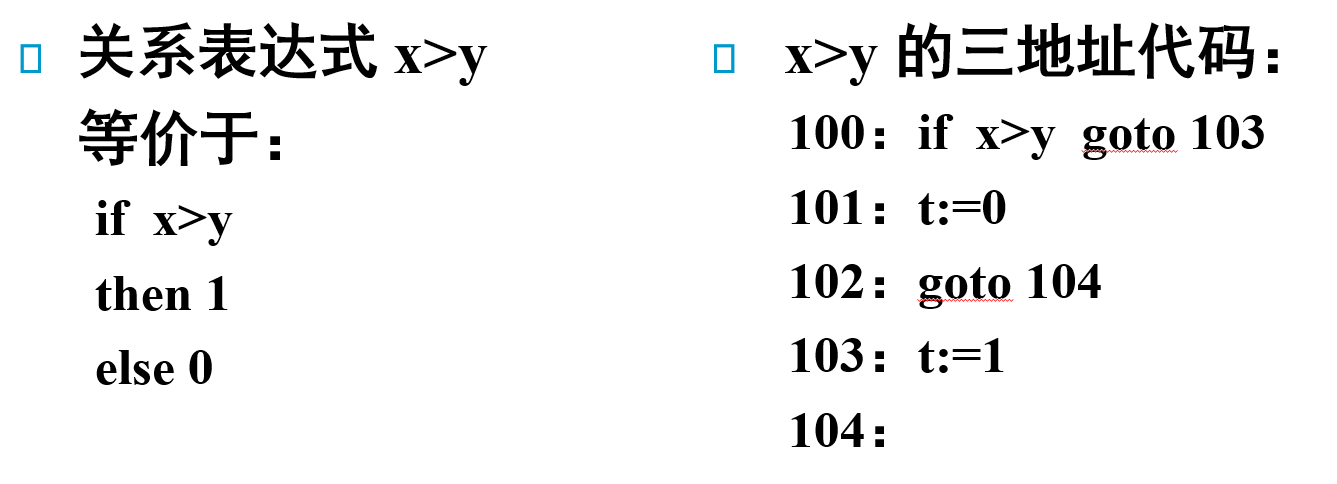 关系表达式 x>y
等价于：
if x>y
then 1
else 0
x>y 的三地址代码：
100：if x>y goto 103
101：t:=0
102：goto 104
103：t:=1
104：